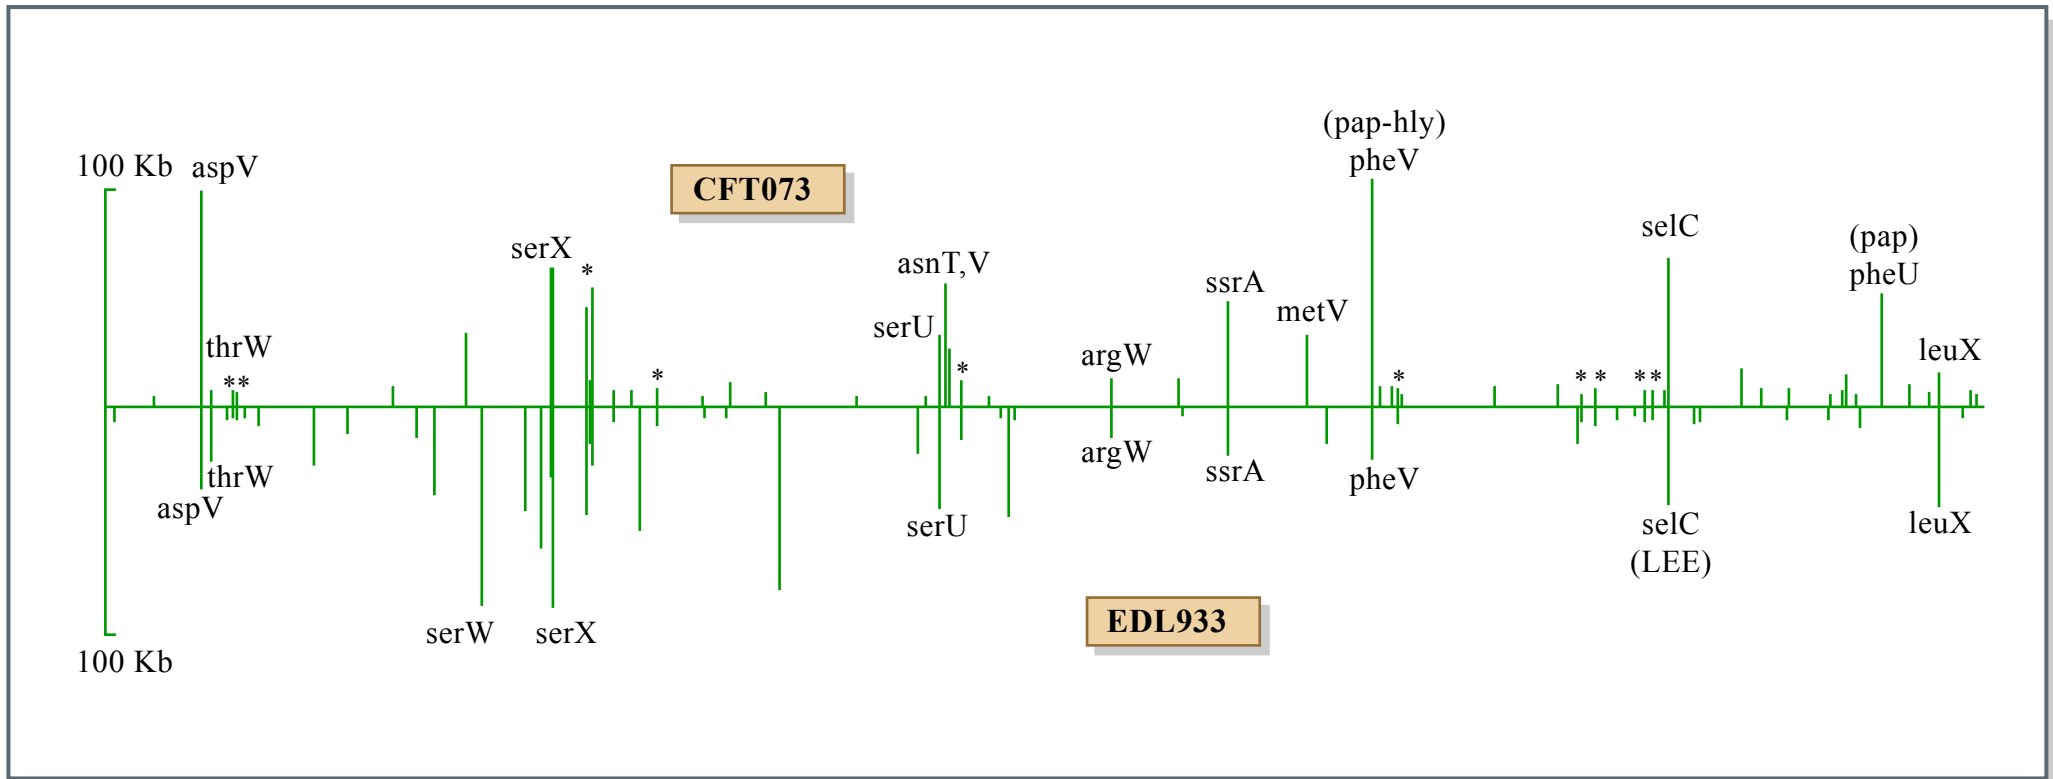 (pap-hly)
100 Kb
aspV
pheV
CFT073
selC
serX
(pap)
*
asnT,V
pheU
ssrA
metV
serU
thrW
argW
leuX
**
*
*
*
* *
* *
argW
ssrA
thrW
pheV
aspV
serU
selC
leuX
(LEE)
EDL933
serW
serX
100 Kb